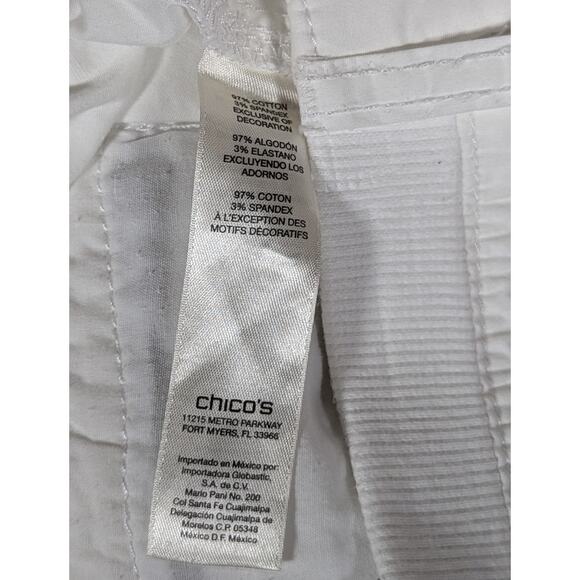 97% COTTON
3% SPANDEX
EXCLUSIVE OF
DECORATION
97% ALGODÓN
3% ELASTANO
EXCLUYENDO LOS
ADORNOS
97% COTON
3% SPANDEX
À L'EXCEPTION DES
MOTIFS DÉCORATIFS
chico's
11215 METRO PARKWAY
FORT MYERS, FL 33966
Importado en México por:
Importadora Globastic,
S.A. de C.V.
Mario Pani No. 200
Col Santa Fe Cuajimalpa
Delegación Cuajimalpa de
Morelos C.P. 05348
México D.F. México